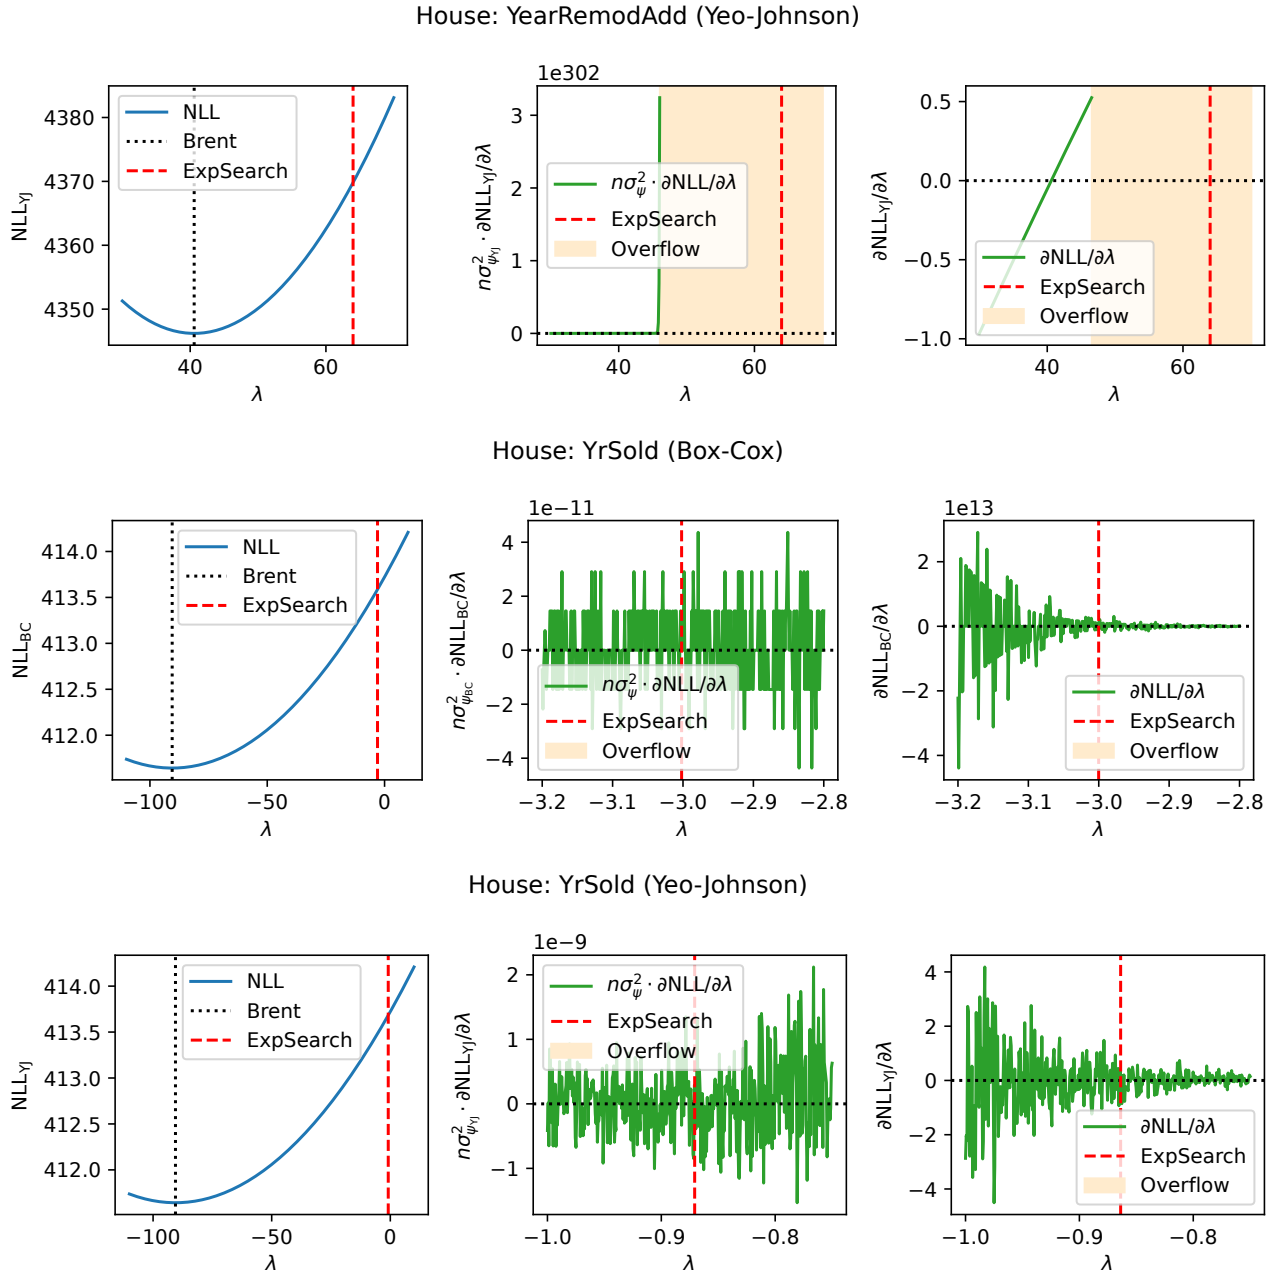 House: YearRemodAdd (Yeo-Johnson)
NLL_YJ
4380
4370
4360
4350
40
60
λ
NLL
Brent
ExpSearch
1e302
nσ²_ψ_YJ · ∂NLL_YJ/∂λ
3
2
1
0
40
60
λ
nσ²_ψ · ∂NLL/∂λ
ExpSearch
Overflow
∂NLL_YJ/∂λ
0.5
0.0
−0.5
−1.0
40
60
λ
∂NLL/∂λ
ExpSearch
Overflow
House: YrSold (Box-Cox)
NLL_BC
414.0
413.5
413.0
412.5
412.0
−100
−50
0
λ
NLL
Brent
ExpSearch
1e−11
nσ²_ψ_BC · ∂NLL_BC/∂λ
4
2
0
−2
−4
−3.2
−3.1
−3.0
−2.9
−2.8
λ
nσ²_ψ · ∂NLL/∂λ
ExpSearch
Overflow
1e13
∂NLL_BC/∂λ
2
0
−2
−4
−3.2
−3.1
−3.0
−2.9
−2.8
λ
∂NLL/∂λ
ExpSearch
Overflow
House: YrSold (Yeo-Johnson)
NLL_YJ
414.0
413.5
413.0
412.5
412.0
−100
−50
0
λ
NLL
Brent
ExpSearch
1e−9
nσ²_ψ_YJ · ∂NLL_YJ/∂λ
2
1
0
−1
−1.0
−0.9
−0.8
λ
nσ²_ψ · ∂NLL/∂λ
ExpSearch
Overflow
∂NLL_YJ/∂λ
4
2
0
−2
−4
−1.0
−0.9
−0.8
λ
∂NLL/∂λ
ExpSearch
Overflow